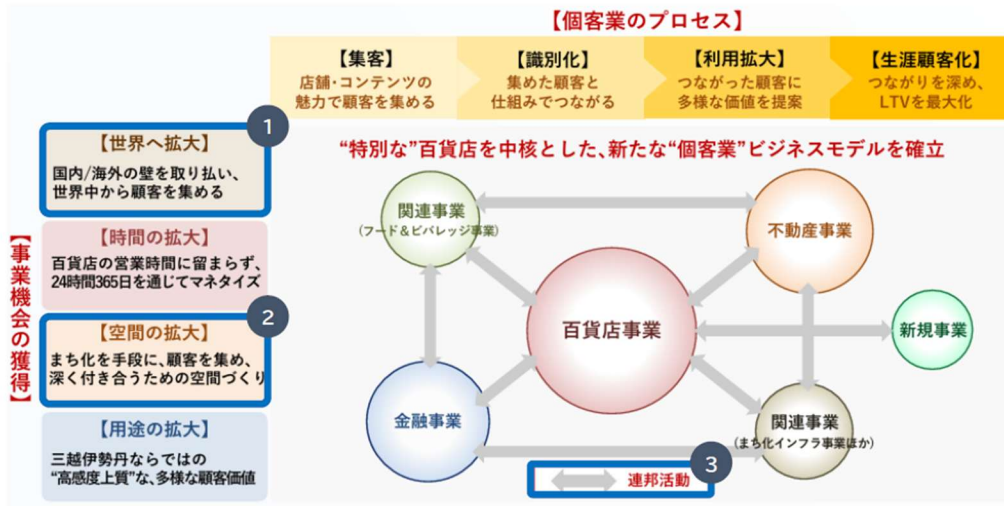 【個客業のプロセス】
【集客】
店舗・コンテンツの
魅力で顧客を集める
【識別化】
集めた顧客と
仕組みでつながる
【利用拡大】
つながった顧客に
多様な価値を提案
【生涯顧客化】
つながりを深め、
LTVを最大化
【事業機会の獲得】
1
【世界へ拡大】
国内/海外の壁を取り払い、
世界中から顧客を集める
【時間の拡大】
百貨店の営業時間に留まらず、
24時間365日を通じてマネタイズ
2
【空間の拡大】
まち化を手段に、顧客を集め、
深く付き合うための空間づくり
【用途の拡大】
三越伊勢丹ならではの
“高感度上質”な、多様な顧客価値
“特別な”百貨店を中核とした、新たな“個客業”ビジネスモデルを確立
関連事業
(フード＆ビバレッジ事業)
不動産事業
百貨店事業
新規事業
金融事業
関連事業
(まち化インフラ事業ほか)
3
連邦活動